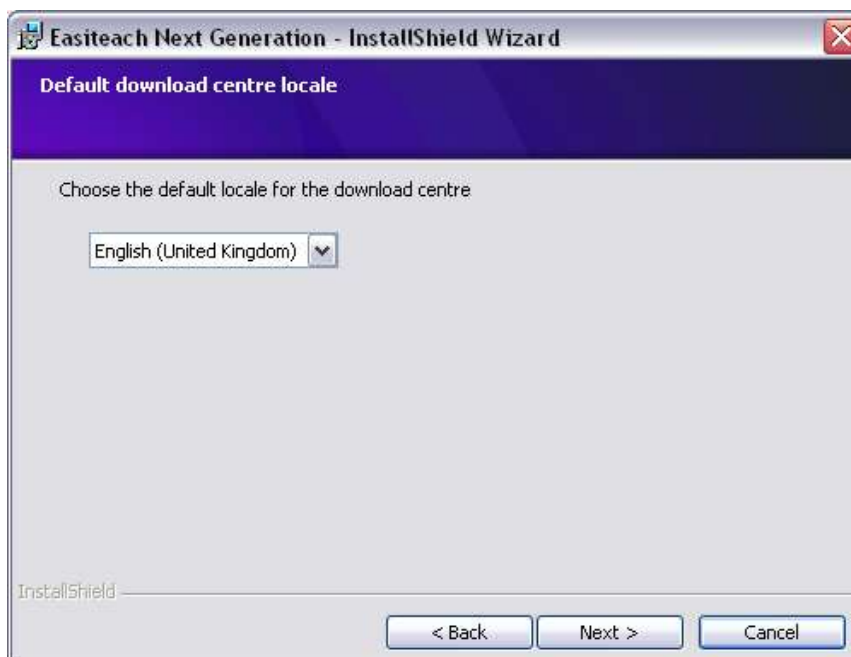 Easiteach Next Generation - InstallShield Wizard
Default download centre locale
Choose the default locale for the download centre
English (United Kingdom)
InstallShield
< Back Next > Cancel